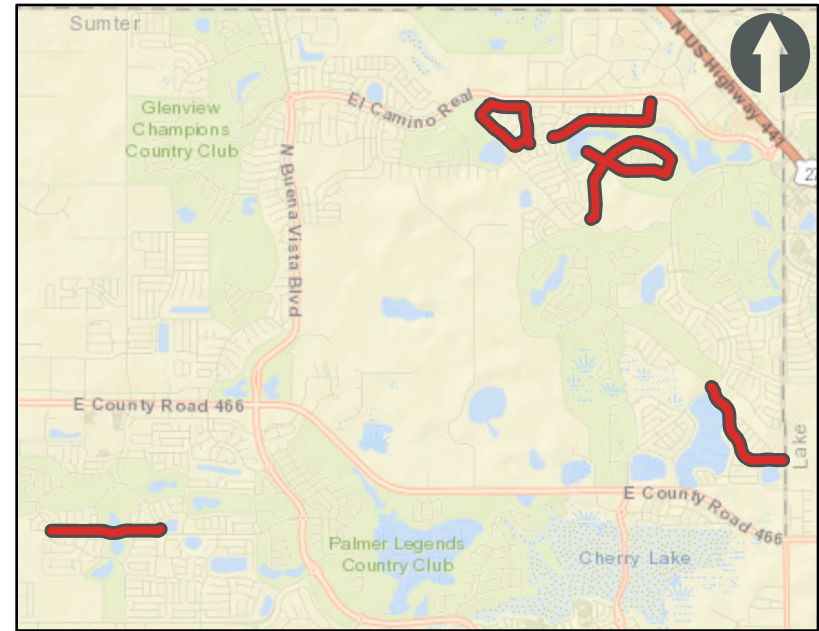 Sumter
N US Highway 441
El Camino Real
Glenview
Champions
Country Club
N Buena Vista Blvd
E County Road 466
Lake
E County Road 466
Palmer Legends
Country Club
Cherry Lake